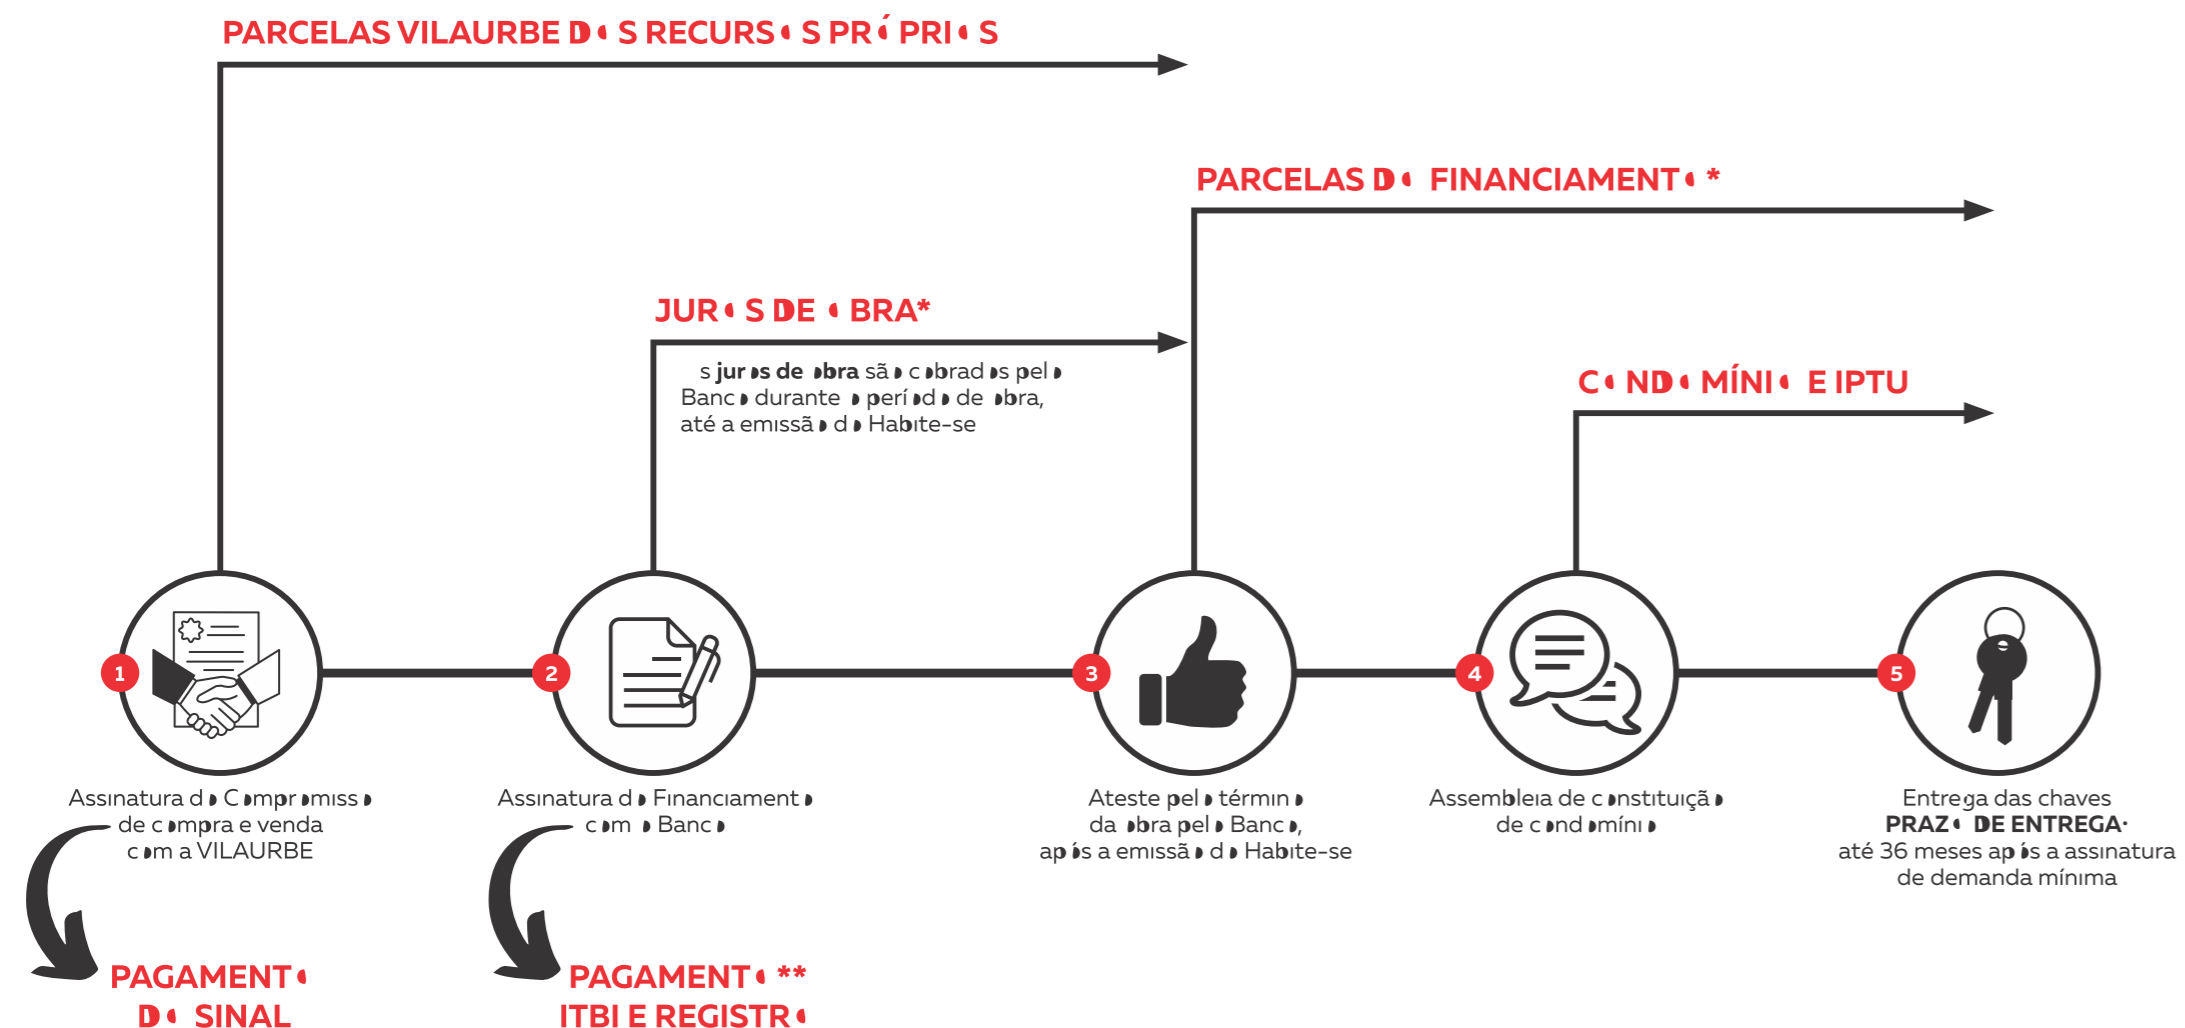 PARCELAS VILAURBE DOS RECURSOS PRÓPRIOS
PARCELAS DO FINANCIAMENTO*
JUROS DE OBRA*
s juros de obra são cobrados pelo
Banco durante o período de obra,
até a emissão do Habite-se
CONDOMÍNIO E IPTU
1
2
3
4
5
Assinatura do Compromisso
de compra e venda
com a VILAURBE
Assinatura do Financiamento
com o Banco
Ateste pelo término
da obra pelo Banco,
após a emissão do Habite-se
Assembleia de constituição
de condomínio
Entrega das chaves
PRAZO DE ENTREGA:
até 36 meses após a assinatura
de demanda mínima
PAGAMENTO
DO SINAL
PAGAMENTO**
ITBI E REGISTRO